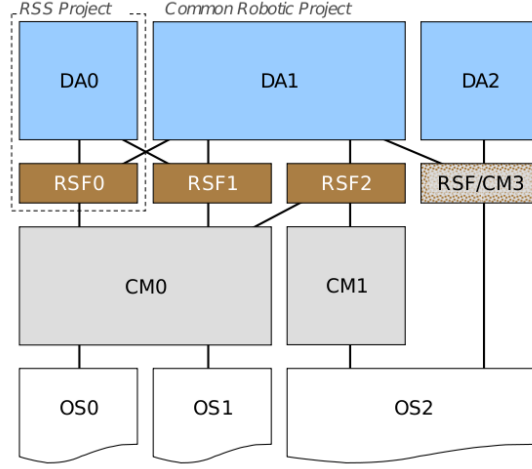 RSS Project
Common Robotic Project
DA0
DA1
DA2
RSF0
RSF1
RSF2
RSF/CM3
CM0
CM1
OS0
OS1
OS2